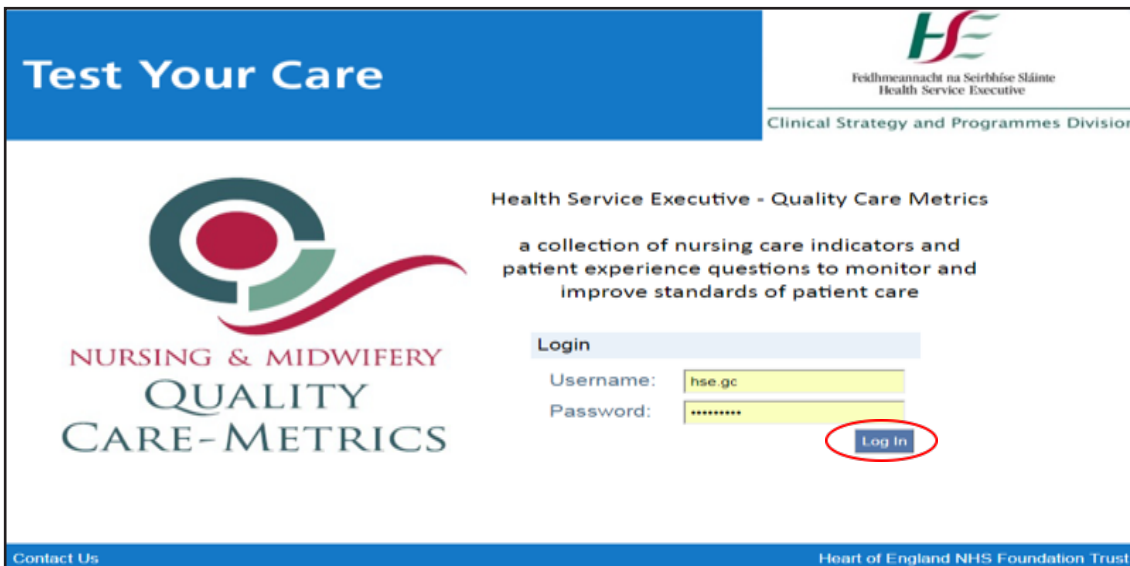 Test Your Care
HSE
Feidhmeannacht na Seirbhíse Sláinte
Health Service Executive
Clinical Strategy and Programmes Division
Health Service Executive - Quality Care Metrics
a collection of nursing care indicators and
patient experience questions to monitor and
improve standards of patient care
NURSING & MIDWIFERY
QUALITY
CARE-METRICS
Login
Username: hse.gc
Password: •••••••••
Log In
Contact Us
Heart of England NHS Foundation Trust